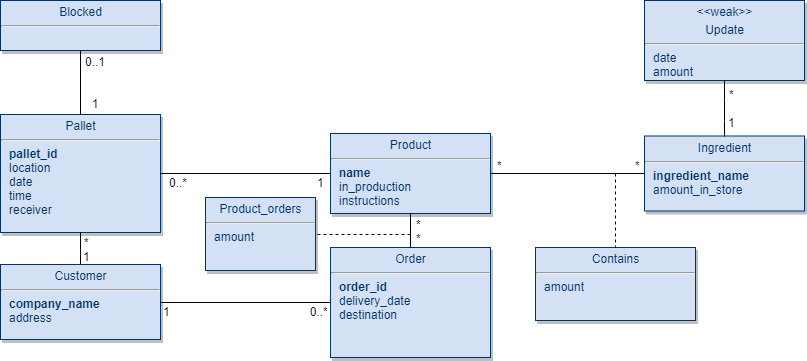 Blocked
0..1
1
Pallet
pallet_id
location
date
time
receiver
0..*
1
*
1
Customer
company_name
address
1
0..*
Product
name
in_production
instructions
*
*
Product_orders
amount
*
*
Order
order_id
delivery_date
destination
Contains
amount
<<weak>>
Update
date
amount
*
1
Ingredient
ingredient_name
amount_in_store